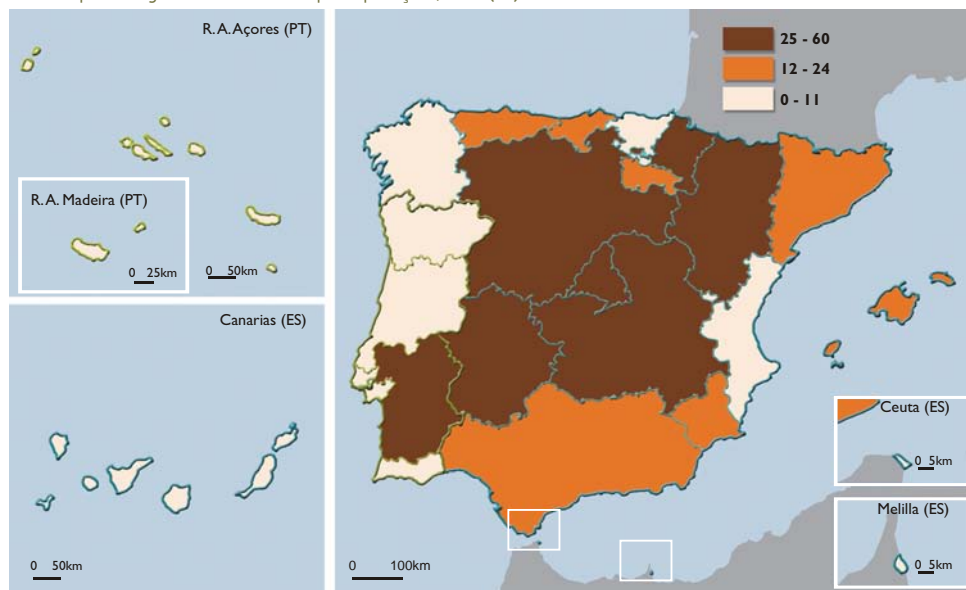 R.A.Açores (PT)
25 - 60
12 - 24
0 - 11
R.A. Madeira (PT)
0 25km
0 50km
Canarias (ES)
0 50km
0 100km
Ceuta (ES)
0 5km
Melilla (ES)
0 5km